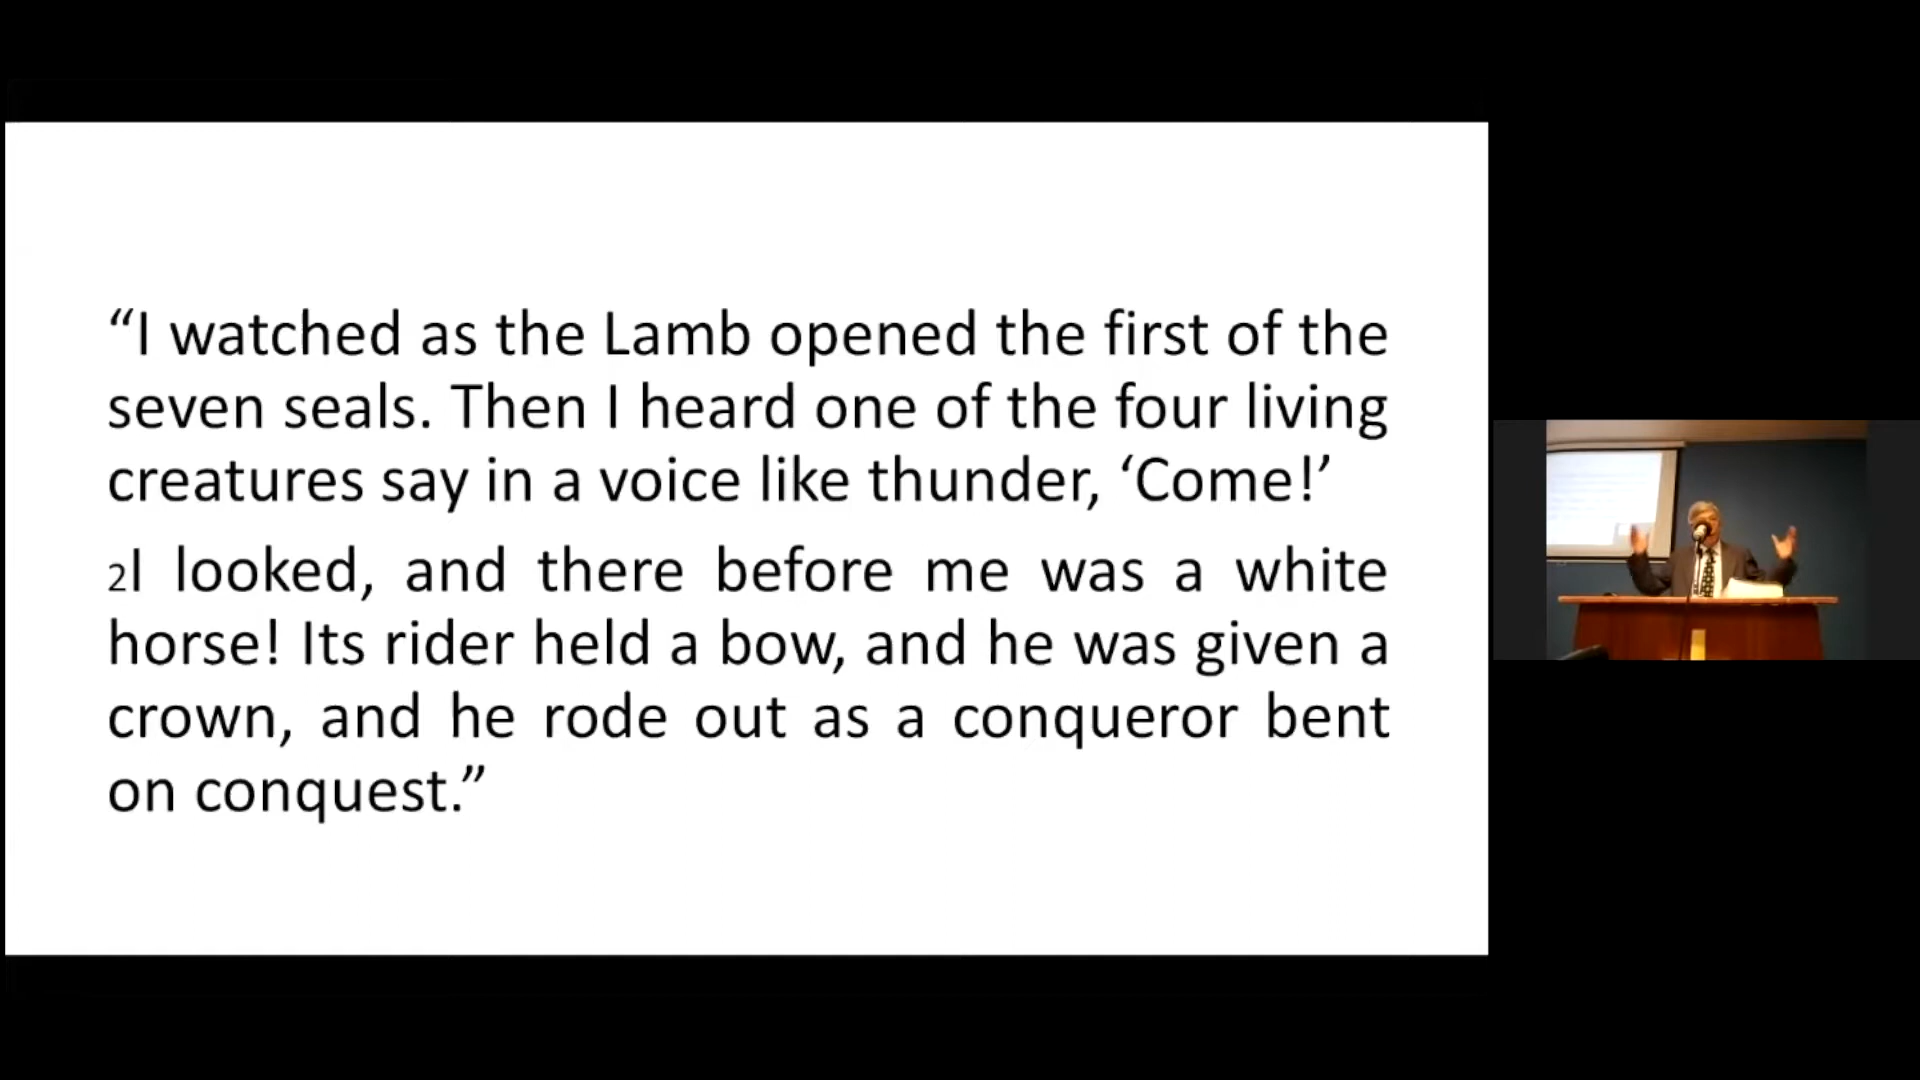 “I watched as the Lamb opened the first of the
seven seals. Then I heard one of the four living
creatures say in a voice like thunder, ‘Come!’
2I looked, and there before me was a white
horse! Its rider held a bow, and he was given a
crown, and he rode out as a conqueror bent
on conquest.”